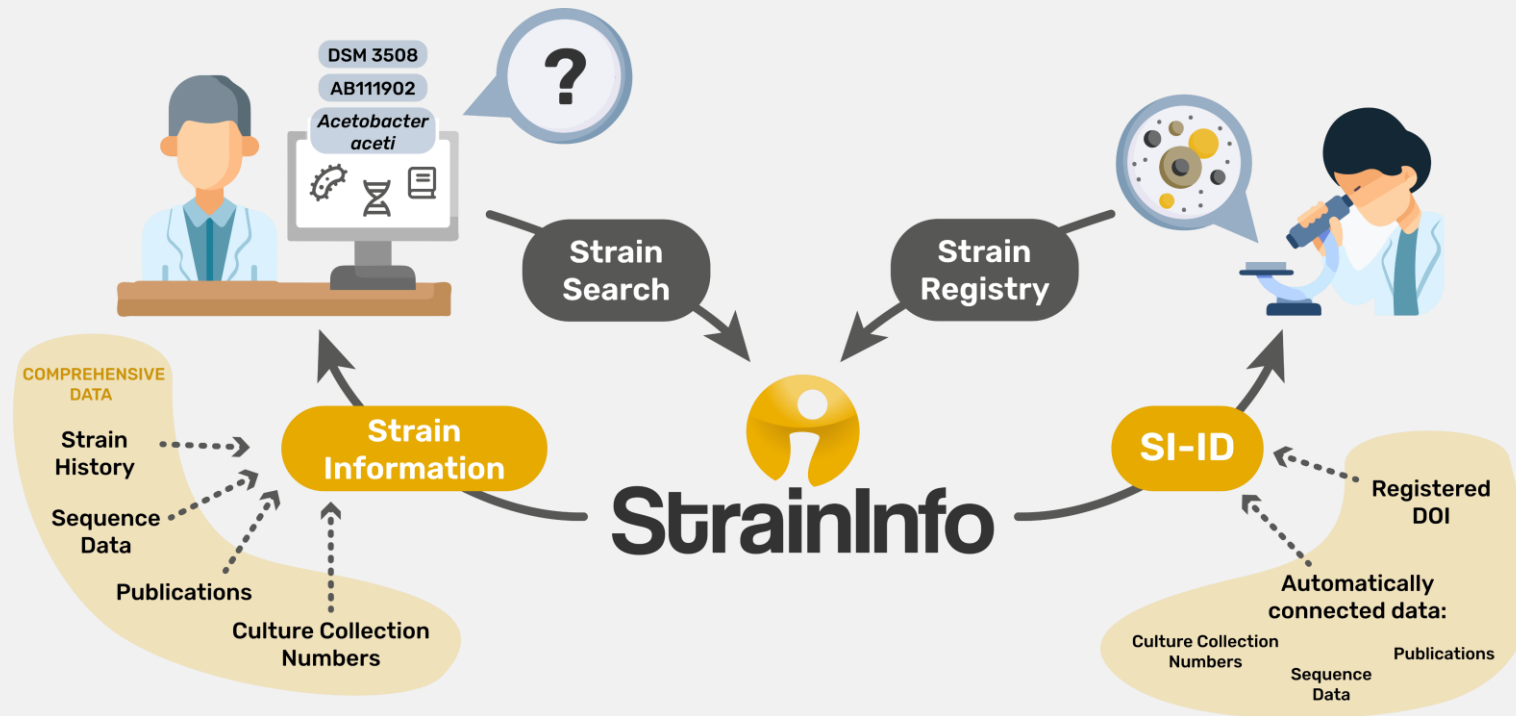 DSM 3508
AB111902
Acetobacter
aceti
?
Strain
Search
Strain
Registry
COMPREHENSIVE
DATA
Strain
History
Sequence
Data
Publications
Culture Collection
Numbers
Strain
Information
StrainInfo
SI-ID
Registered
DOI
Automatically
connected data:
Culture Collection
Numbers
Sequence
Data
Publications